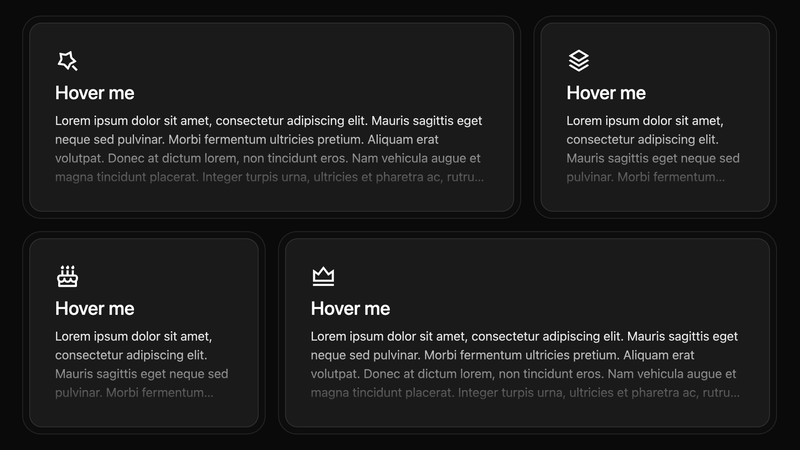 Hover me
Lorem ipsum dolor sit amet, consectetur adipiscing elit. Mauris sagittis eget
neque sed pulvinar. Morbi fermentum ultricies pretium. Aliquam erat
volutpat. Donec at dictum lorem, non tincidunt eros. Nam vehicula augue et
magna tincidunt placerat. Integer turpis urna, ultricies et pharetra ac, rutru...
Hover me
Lorem ipsum dolor sit amet,
consectetur adipiscing elit.
Mauris sagittis eget neque sed
pulvinar. Morbi fermentum...
Hover me
Lorem ipsum dolor sit amet,
consectetur adipiscing elit.
Mauris sagittis eget neque sed
pulvinar. Morbi fermentum...
Hover me
Lorem ipsum dolor sit amet, consectetur adipiscing elit. Mauris sagittis eget
neque sed pulvinar. Morbi fermentum ultricies pretium. Aliquam erat
volutpat. Donec at dictum lorem, non tincidunt eros. Nam vehicula augue et
magna tincidunt placerat. Integer turpis urna, ultricies et pharetra ac, rutru...